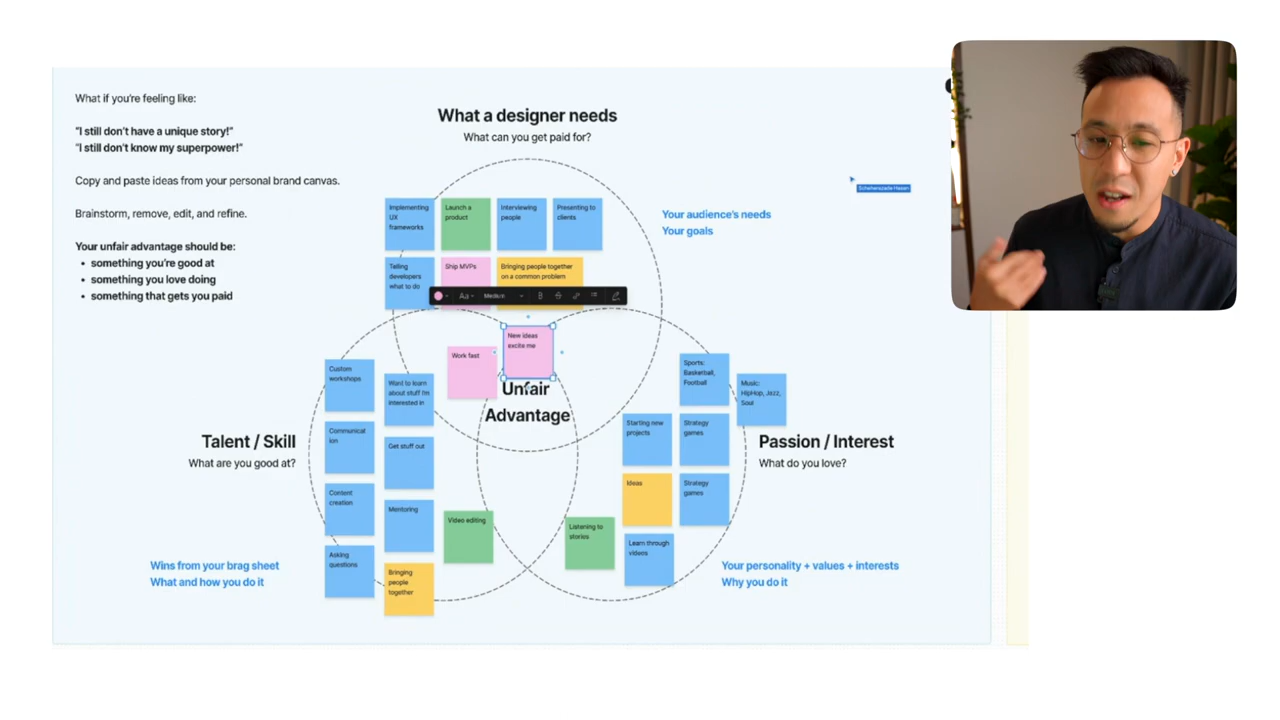 What if you're feeling like:
"I still don't have a unique story!"
"I still don't know my superpower!"
Copy and paste ideas from your personal brand canvas.
Brainstorm, remove, edit, and refine.
Your unfair advantage should be:
• something you're good at
• something you love doing
• something that gets you paid
What a designer needs
What can you get paid for?
Implementing
UX
frameworks
Launch a
product
Interviewing
people
Presenting to
clients
Telling
developers
what to do
Ship MVPs
Bringing people together
on a common problem
Your audience's needs
Your goals
Scheherazade Hasan
Aa
Medium
B
S
New ideas
excite me
Work fast
Unfair
Advantage
Talent / Skill
What are you good at?
Custom
workshops
Want to learn
about stuff I'm
interested in
Communicat
ion
Get stuff out
Content
creation
Mentoring
Video editing
Asking
questions
Bringing
people
together
Wins from your brag sheet
What and how you do it
Sports:
Basketball,
Football
Music:
HipHop, Jazz,
Soul
Starting new
projects
Strategy
games
Ideas
Strategy
games
Listening to
stories
Learn through
videos
Passion / Interest
What do you love?
Your personality + values + interests
Why you do it